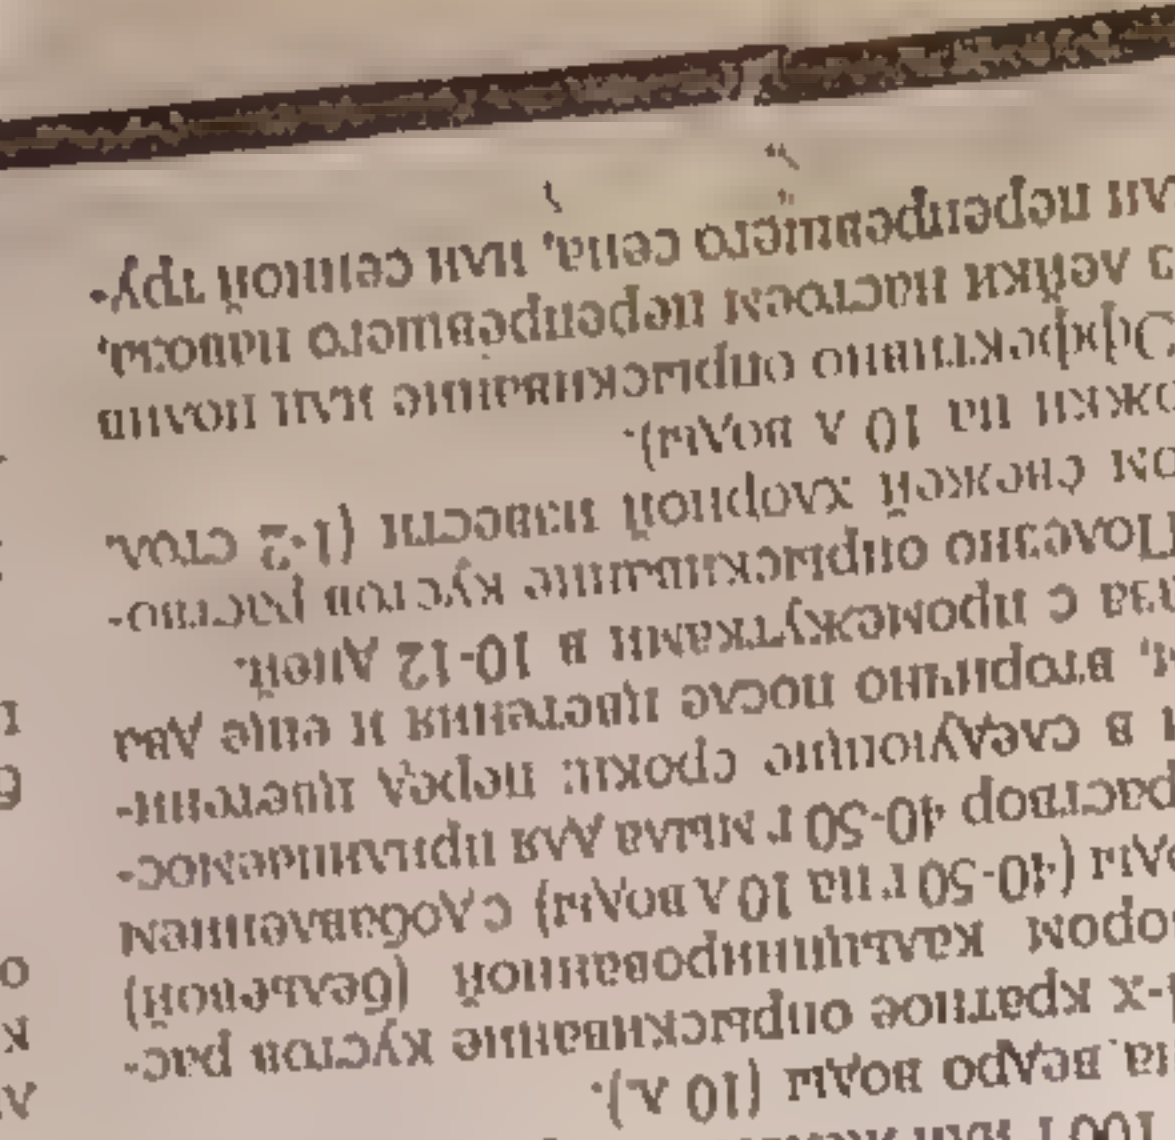 100 г или
на ведро воды (10 л).
-х кратное опрыскивание кустов рас-
ором кальцинированной (бельевой)
оды (40-50 г на 10 л воды) с добавлением
раствор 40-50 г мыла для прилипаемос-
и в следующие сроки: перед цветени-
м, вторично после цветения и еще два
аза с промежутками в 10-12 дней.
Полезно опрыскивание кустов раство-
ом свежей хлорной извести (1-2 стол
ожки на 10 л воды).
Эффективно опрыскивание или полив
з лейки настоем перепревшего навоза,
ли перепревшего сена, или сенной тру-